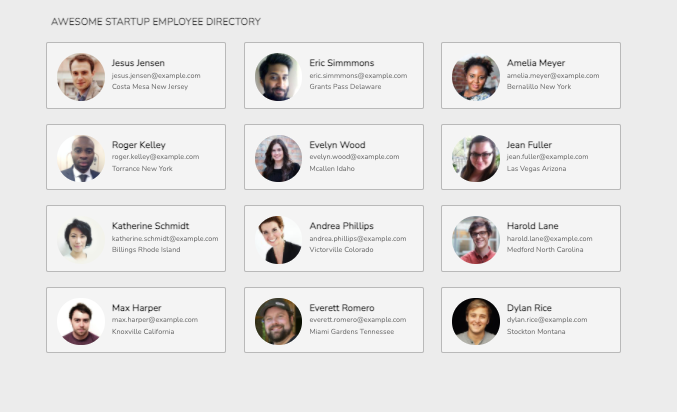 AWESOME STARTUP EMPLOYEE DIRECTORY
Jesus Jensen
jesus.jensen@example.com
Costa Mesa New Jersey
Eric Simmmons
eric.simmmons@example.com
Grants Pass Delaware
Amelia Meyer
amelia.meyer@example.com
Bernalillo New York
Roger Kelley
roger.kelley@example.com
Torrance New York
Evelyn Wood
evelyn.wood@example.com
Mcallen Idaho
Jean Fuller
jean.fuller@example.com
Las Vegas Arizona
Katherine Schmidt
katherine.schmidt@example.com
Billings Rhode Island
Andrea Phillips
andrea.phillips@example.com
Victorville Colorado
Harold Lane
harold.lane@example.com
Medford North Carolina
Max Harper
max.harper@example.com
Knoxville California
Everett Romero
everett.romero@example.com
Miami Gardens Tennessee
Dylan Rice
dylan.rice@example.com
Stockton Montana